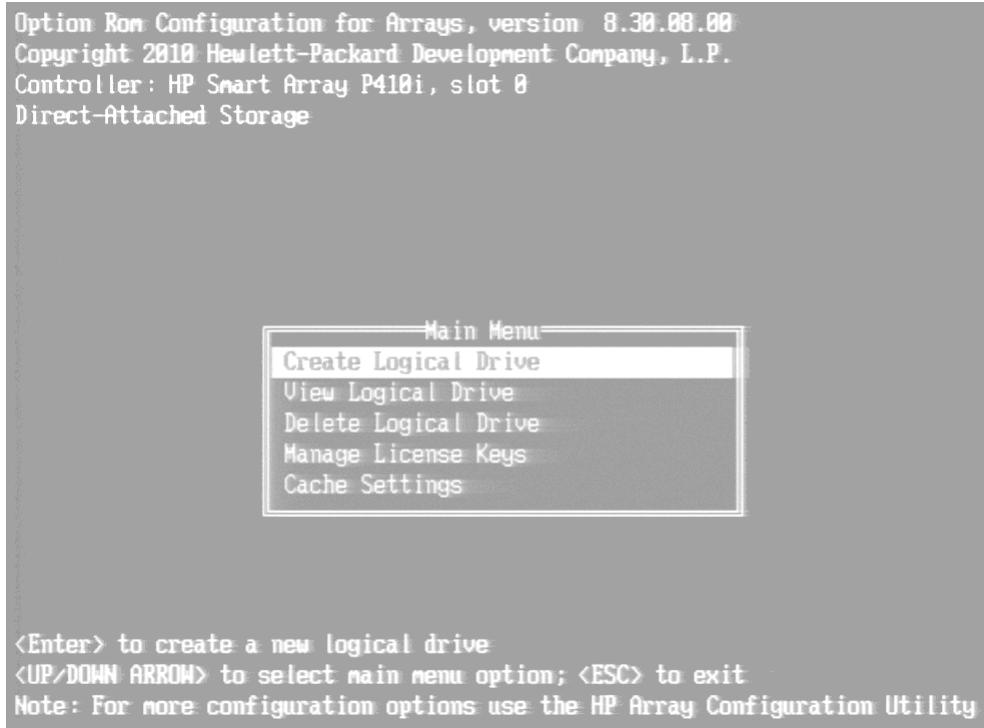 Option Rom Configuration for Arrays, version  8.30.08.00
Copyright 2010 Hewlett-Packard Development Company, L.P.
Controller: HP Smart Array P410i, slot 0
Direct-Attached Storage
Main Menu
Create Logical Drive
View Logical Drive
Delete Logical Drive
Manage License Keys
Cache Settings
<Enter> to create a new logical drive
<UP/DOWN ARROW> to select main menu option; <ESC> to exit
Note: For more configuration options use the HP Array Configuration Utility